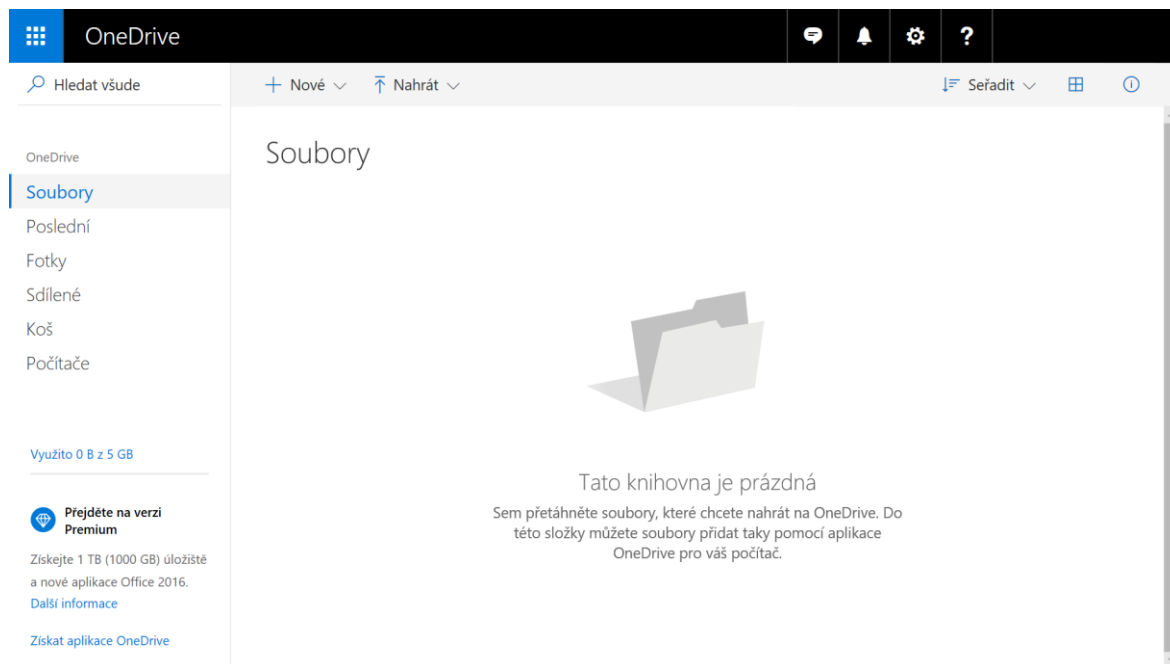 OneDrive
?
Hledat všude
Nové
Nahrát
Seřadit
OneDrive
Soubory
Poslední
Fotky
Sdílené
Koš
Počítače
Využito 0 B z 5 GB
Přejděte na verzi
Premium
Získejte 1 TB (1000 GB) úložiště
a nové aplikace Office 2016.
Další informace
Získat aplikace OneDrive
Soubory
Tato knihovna je prázdná
Sem přetáhněte soubory, které chcete nahrát na OneDrive. Do
této složky můžete soubory přidat taky pomocí aplikace
OneDrive pro váš počítač.